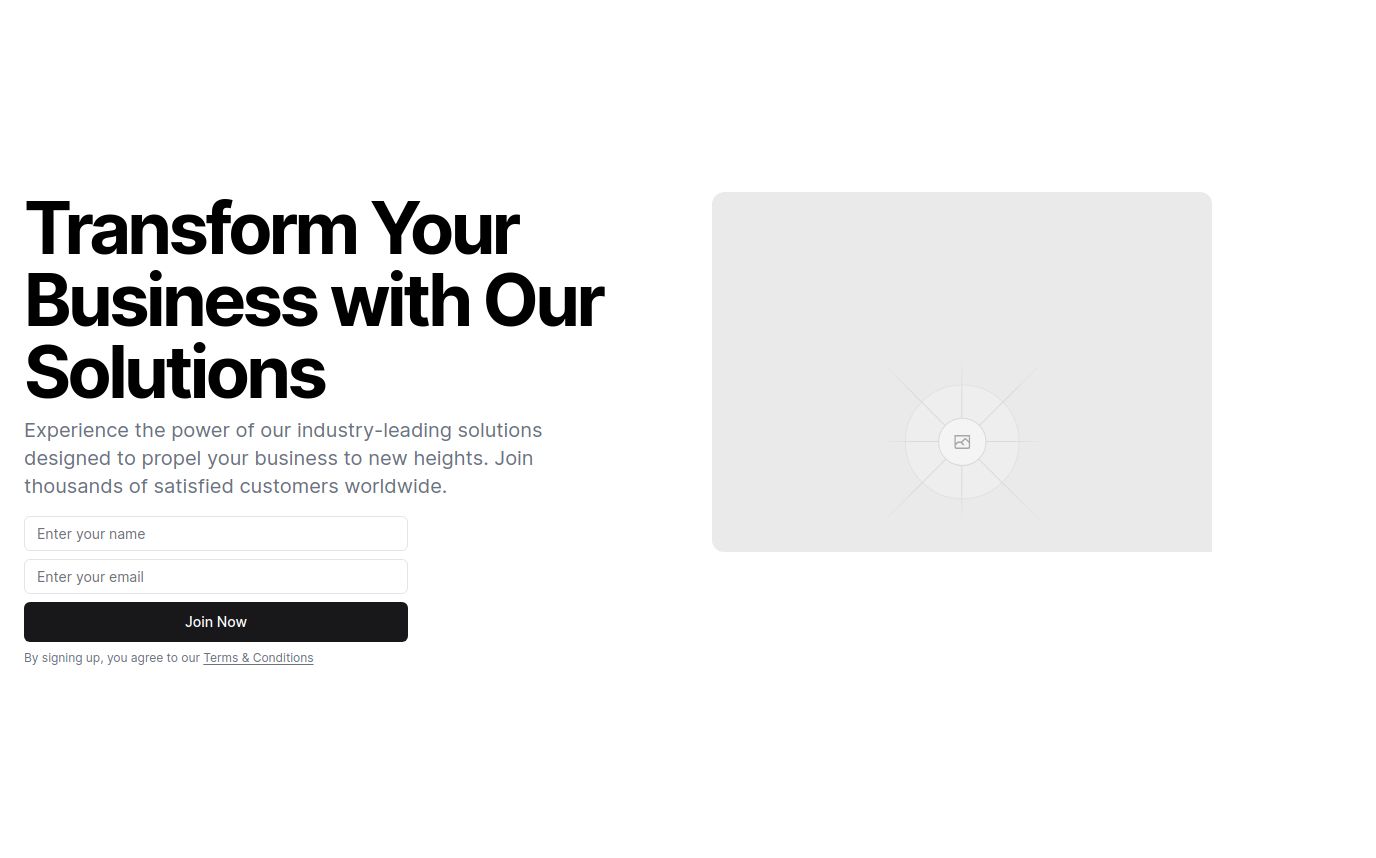 Transform Your
Business with Our
Solutions
Experience the power of our industry-leading solutions
designed to propel your business to new heights. Join
thousands of satisfied customers worldwide.
Enter your name
Enter your email
Join Now
By signing up, you agree to our Terms & Conditions